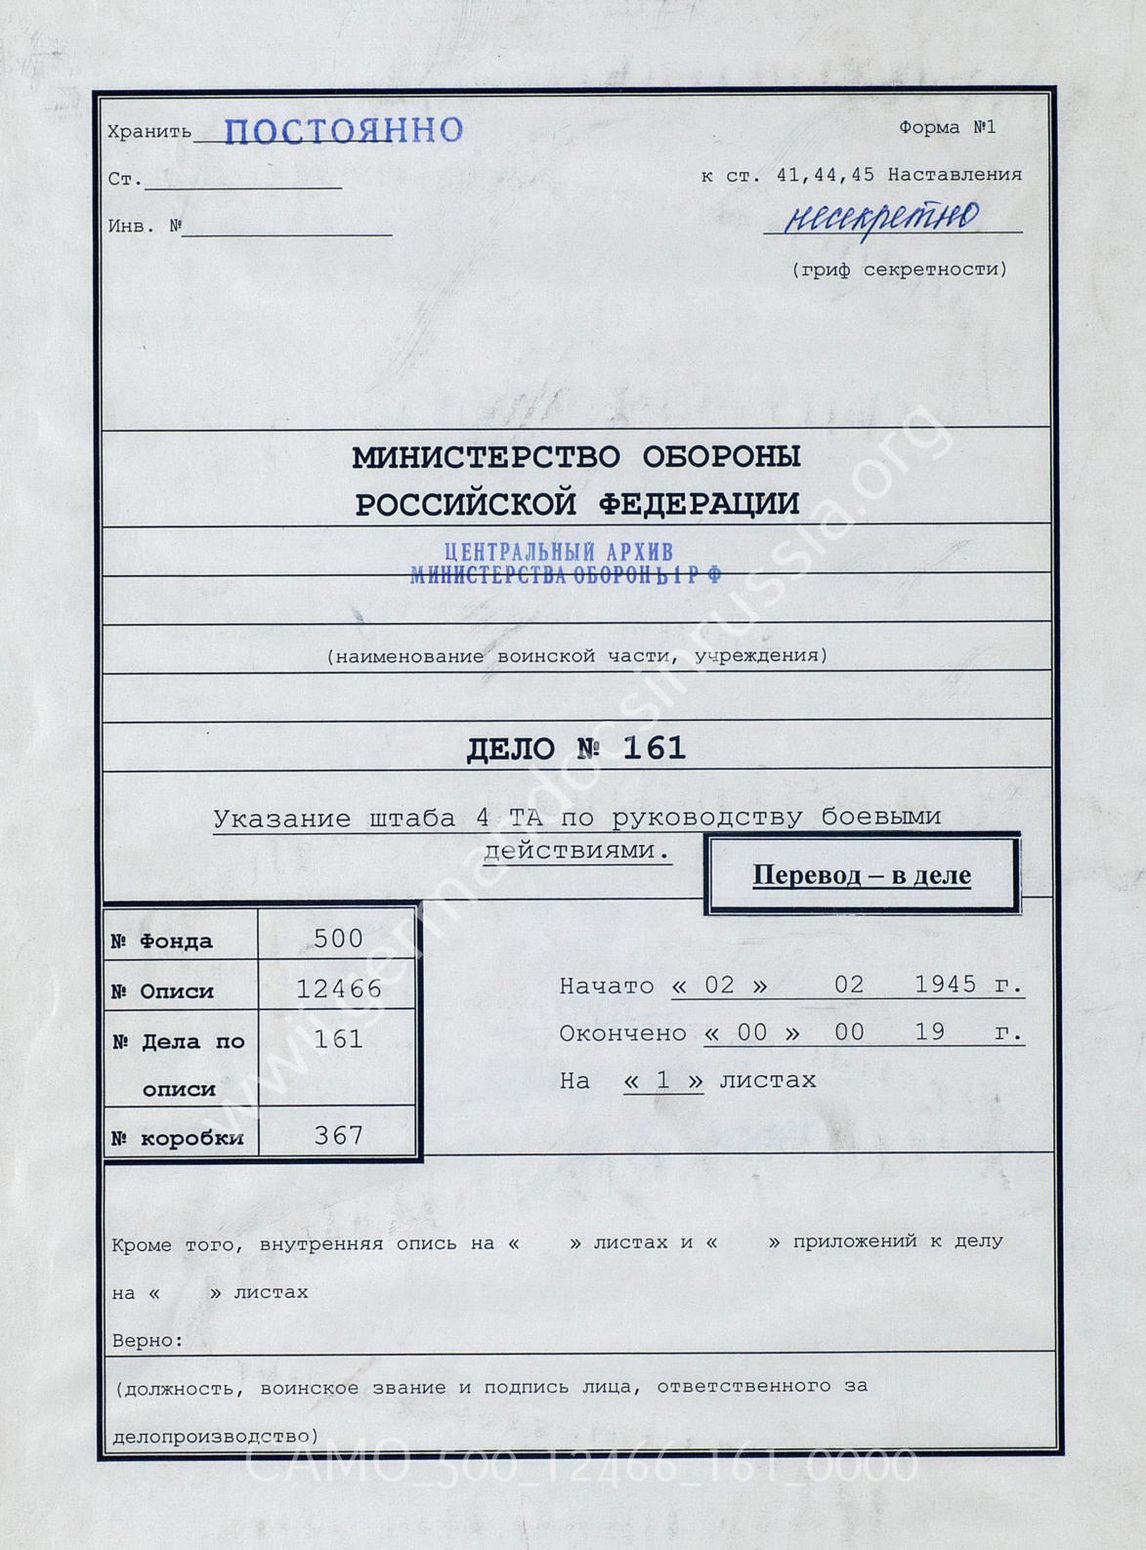 Хранить ПОСТОЯННО
Форма №1
Ст.
к ст. 41,44,45 Наставления
Инв. №
несекретно
(гриф секретности)
МИНИСТЕРСТВО ОБОРОНЫ
РОССИЙСКОЙ ФЕДЕРАЦИИ
ЦЕНТРАЛЬНЫЙ АРХИВ
МИНИСТЕРСТВА ОБОРОНЫ РФ
(наименование воинской части, учреждения)
ДЕЛО № 161
Указание штаба 4 ТА по руководству боевыми
действиями.
Перевод – в деле
№ Фонда 500
№ Описи 12466
№ Дела по 161
описи
№ коробки 367
Начато « 02 » 02 1945 г.
Окончено « 00 » 00 19 г.
На « 1 » листах
Кроме того, внутренняя опись на « » листах и « » приложений к делу
на « » листах
Верно:
(должность, воинское звание и подпись лица, ответственного за
делопроизводство)
www.germandocsinrussia.org
CAMO_500_12466_161_0000